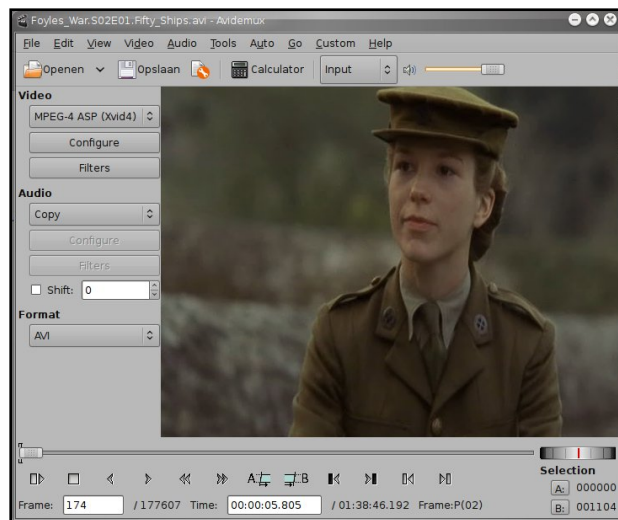 Foyles_War.S02E01.Fifty_Ships.avi - Avidemux
File Edit View Video Audio Tools Auto Go Custom Help
Openen Opslaan Calculator Input
Video
MPEG-4 ASP (Xvid4)
Configure
Filters
Audio
Copy
Configure
Filters
Shift: 0
Format
AVI
A: :B
Selection
A: 000000
Frame: 174 / 177607 Time: 00:00:05.805 / 01:38:46.192 Frame:P(02)
B: 001104